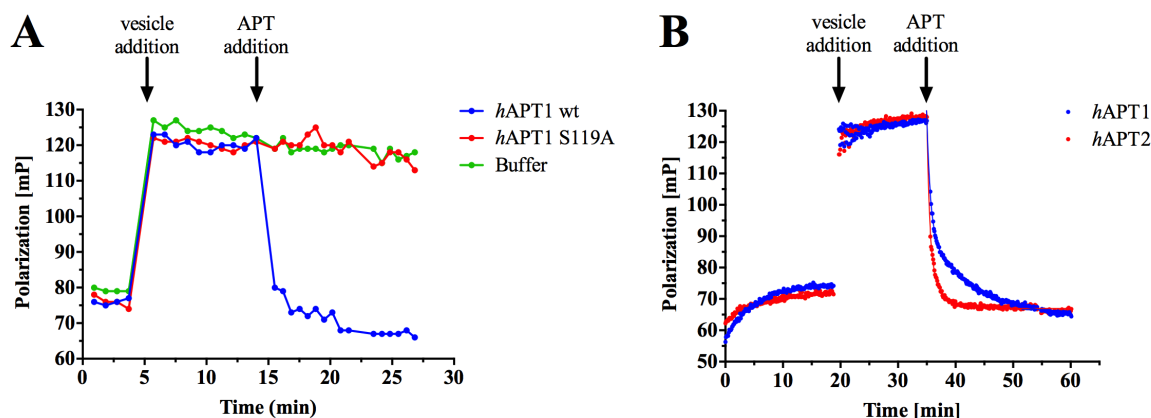 A
vesicle
addition
APT
addition
130
120
110
100
90
80
70
60
0
5
10
15
20
25
30
Polarization [mP]
Time (min)
hAPT1 wt
hAPT1 S119A
Buffer
B
vesicle
addition
APT
addition
130
120
110
100
90
80
70
60
50
0
10
20
30
40
50
60
Polarization [mP]
Time [min]
hAPT1
hAPT2